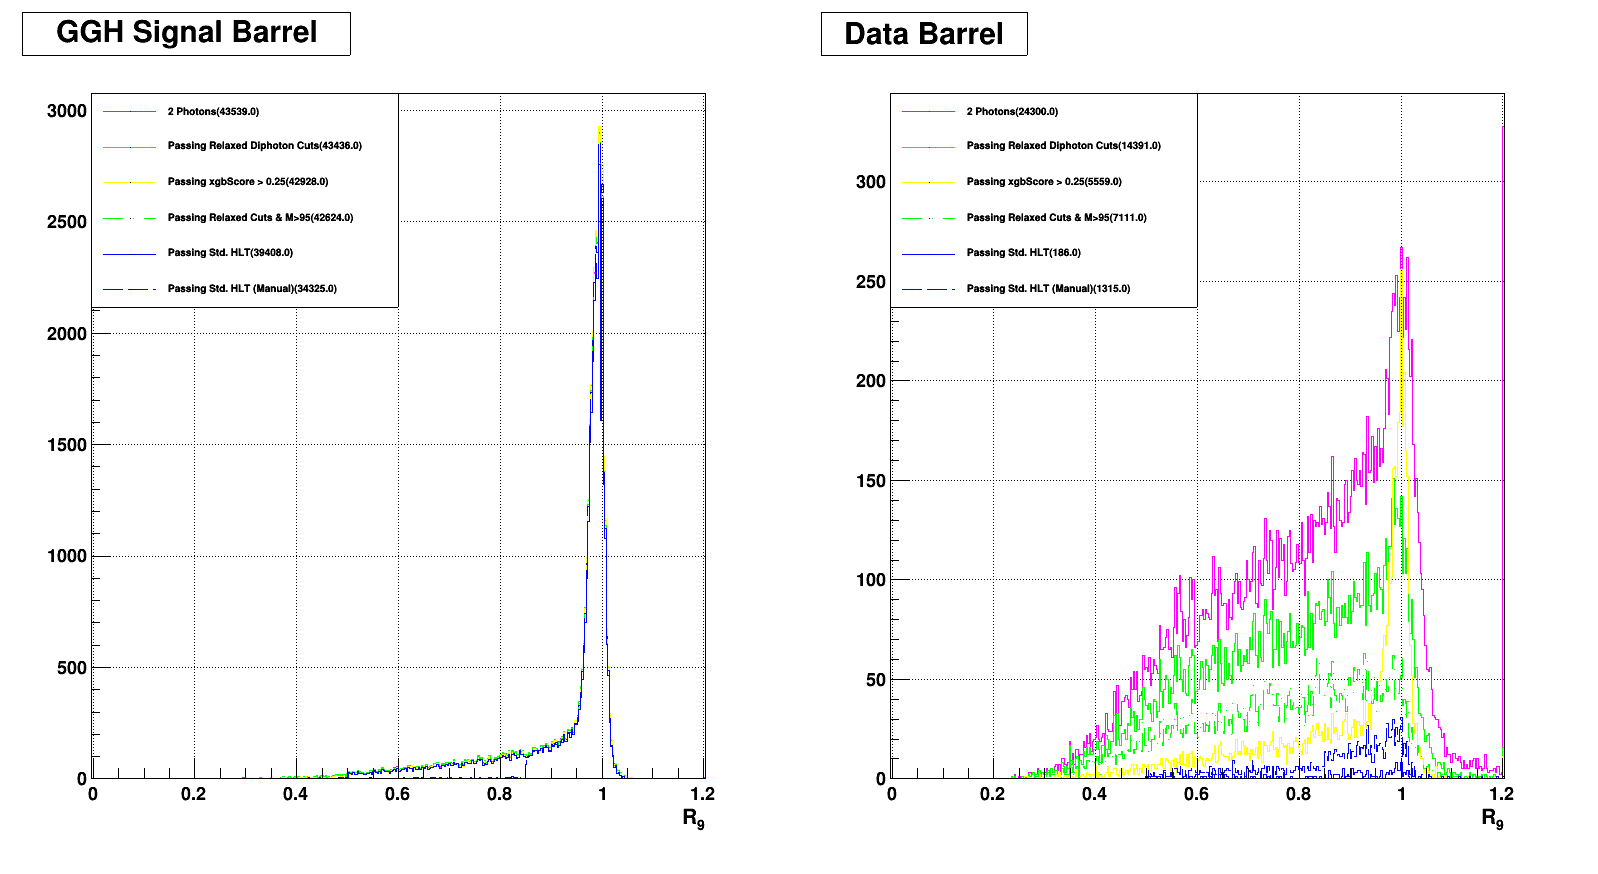 GGH Signal Barrel
3000
2500
2000
1500
1000
500
0
2 Photons(43539.0)
Passing Relaxed Diphoton Cuts(43436.0)
Passing xgbScore > 0.25(42928.0)
Passing Relaxed Cuts & M>95(42624.0)
Passing Std. HLT(39408.0)
Passing Std. HLT (Manual)(34325.0)
0 0.2 0.4 0.6 0.8 1 1.2
R9
Data Barrel
300
250
200
150
100
50
0
2 Photons(24300.0)
Passing Relaxed Diphoton Cuts(14391.0)
Passing xgbScore > 0.25(5559.0)
Passing Relaxed Cuts & M>95(7111.0)
Passing Std. HLT(186.0)
Passing Std. HLT (Manual)(1315.0)
0 0.2 0.4 0.6 0.8 1 1.2
R9